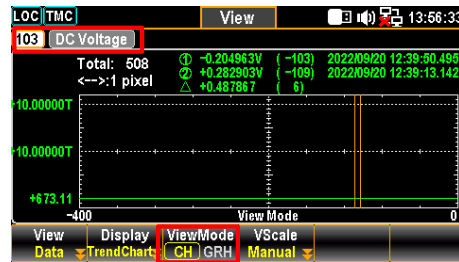 LOC TMC View 13:56:33
103 DC Voltage
Total: 508 ① -0.204963V ( -103) 2022/09/20 12:39:50.495
<-->:1 pixel ② +0.282903V ( -109) 2022/09/20 12:39:13.142
△ +0.487867 ( 6)
+10.00000T
+10.00000T
+673.11
-400 View Mode 0
View Display ViewMode VScale
Data TrendChart CH GRH Manual